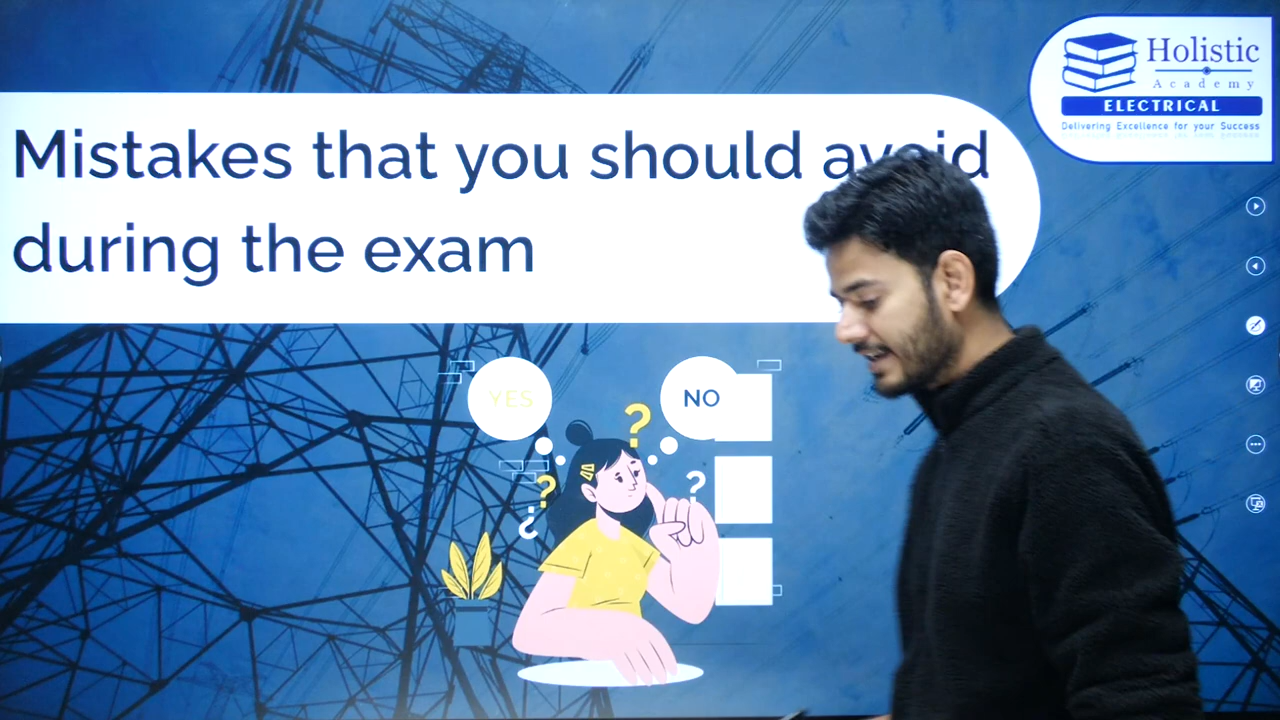 Mistakes that you should avoid
during the exam
Holistic
Academy
ELECTRICAL
Delivering Excellence for your Success
YES
NO
?
?
?